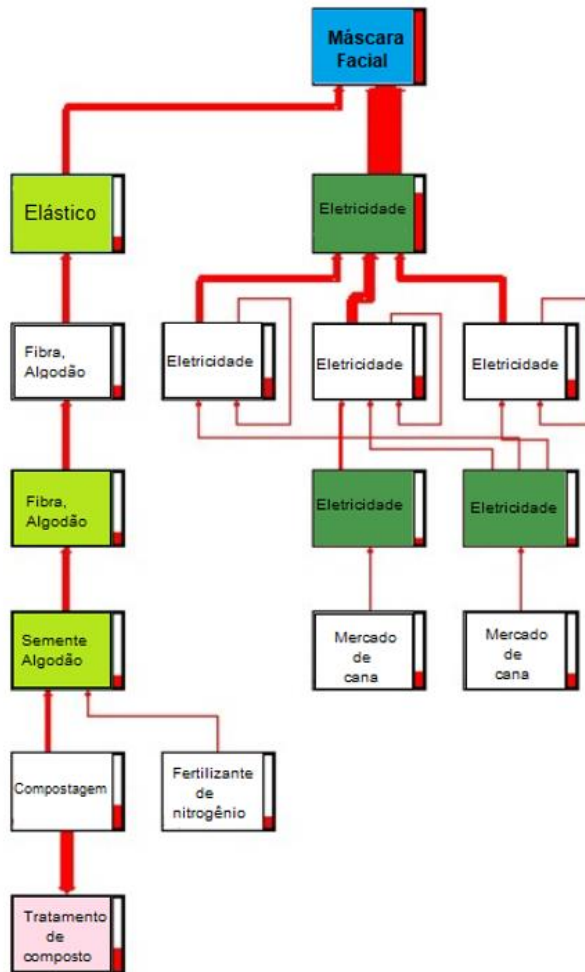 Máscara
Facial
Elástico
Eletricidade
Fibra,
Algodão
Eletricidade
Eletricidade
Eletricidade
Fibra,
Algodão
Eletricidade
Eletricidade
Semente
Algodão
Mercado
de
cana
Mercado
de
cana
Compostagem
Fertilizante
de
nitrogênio
Tratamento
de
composto